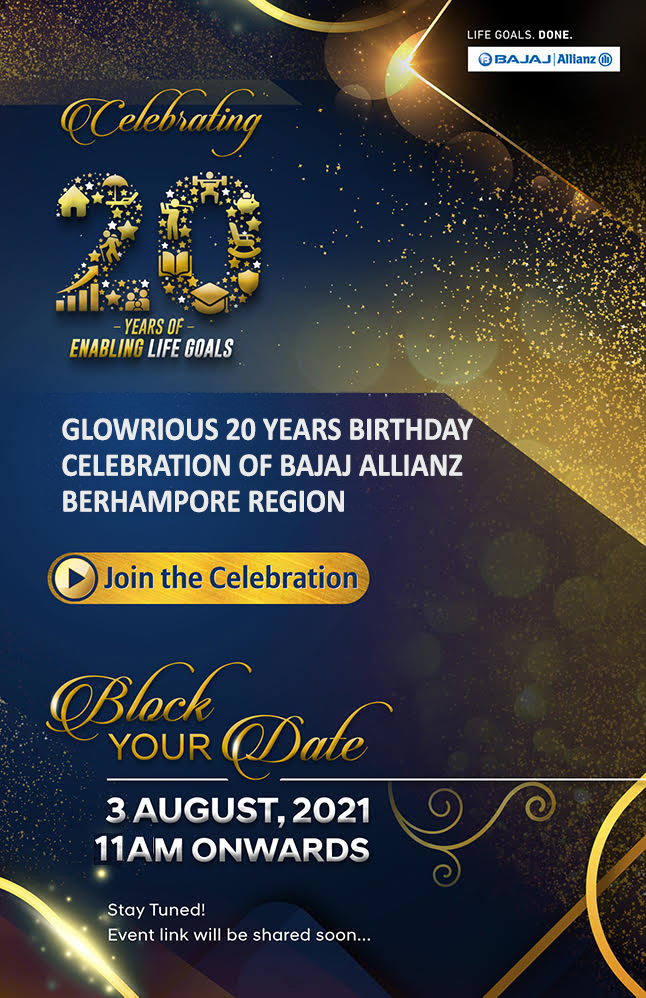 LIFE GOALS. DONE.
BAJAJ | Allianz
Celebrating
20
- YEARS OF -
ENABLING LIFE GOALS
GLOWRIOUS 20 YEARS BIRTHDAY
CELEBRATION OF BAJAJ ALLIANZ
BERHAMPORE REGION
Join the Celebration
Block
YOUR Date
3 AUGUST, 2021
11AM ONWARDS
Stay Tuned!
Event link will be shared soon...